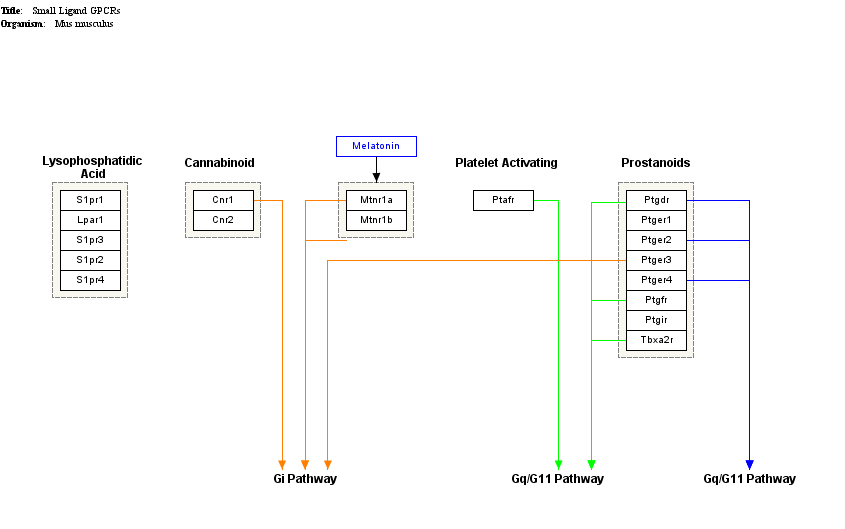 Title: Small Ligand GPCRs
Organism: Mus musculus
Melatonin
Lysophosphatidic
Acid
Cannabinoid
Platelet Activating
Prostanoids
S1pr1
Lpar1
S1pr3
S1pr2
S1pr4
Cnr1
Cnr2
Mtnr1a
Mtnr1b
Ptafr
Ptgdr
Ptger1
Ptger2
Ptger3
Ptger4
Ptgfr
Ptgir
Tbxa2r
Gi Pathway
Gq/G11 Pathway
Gq/G11 Pathway